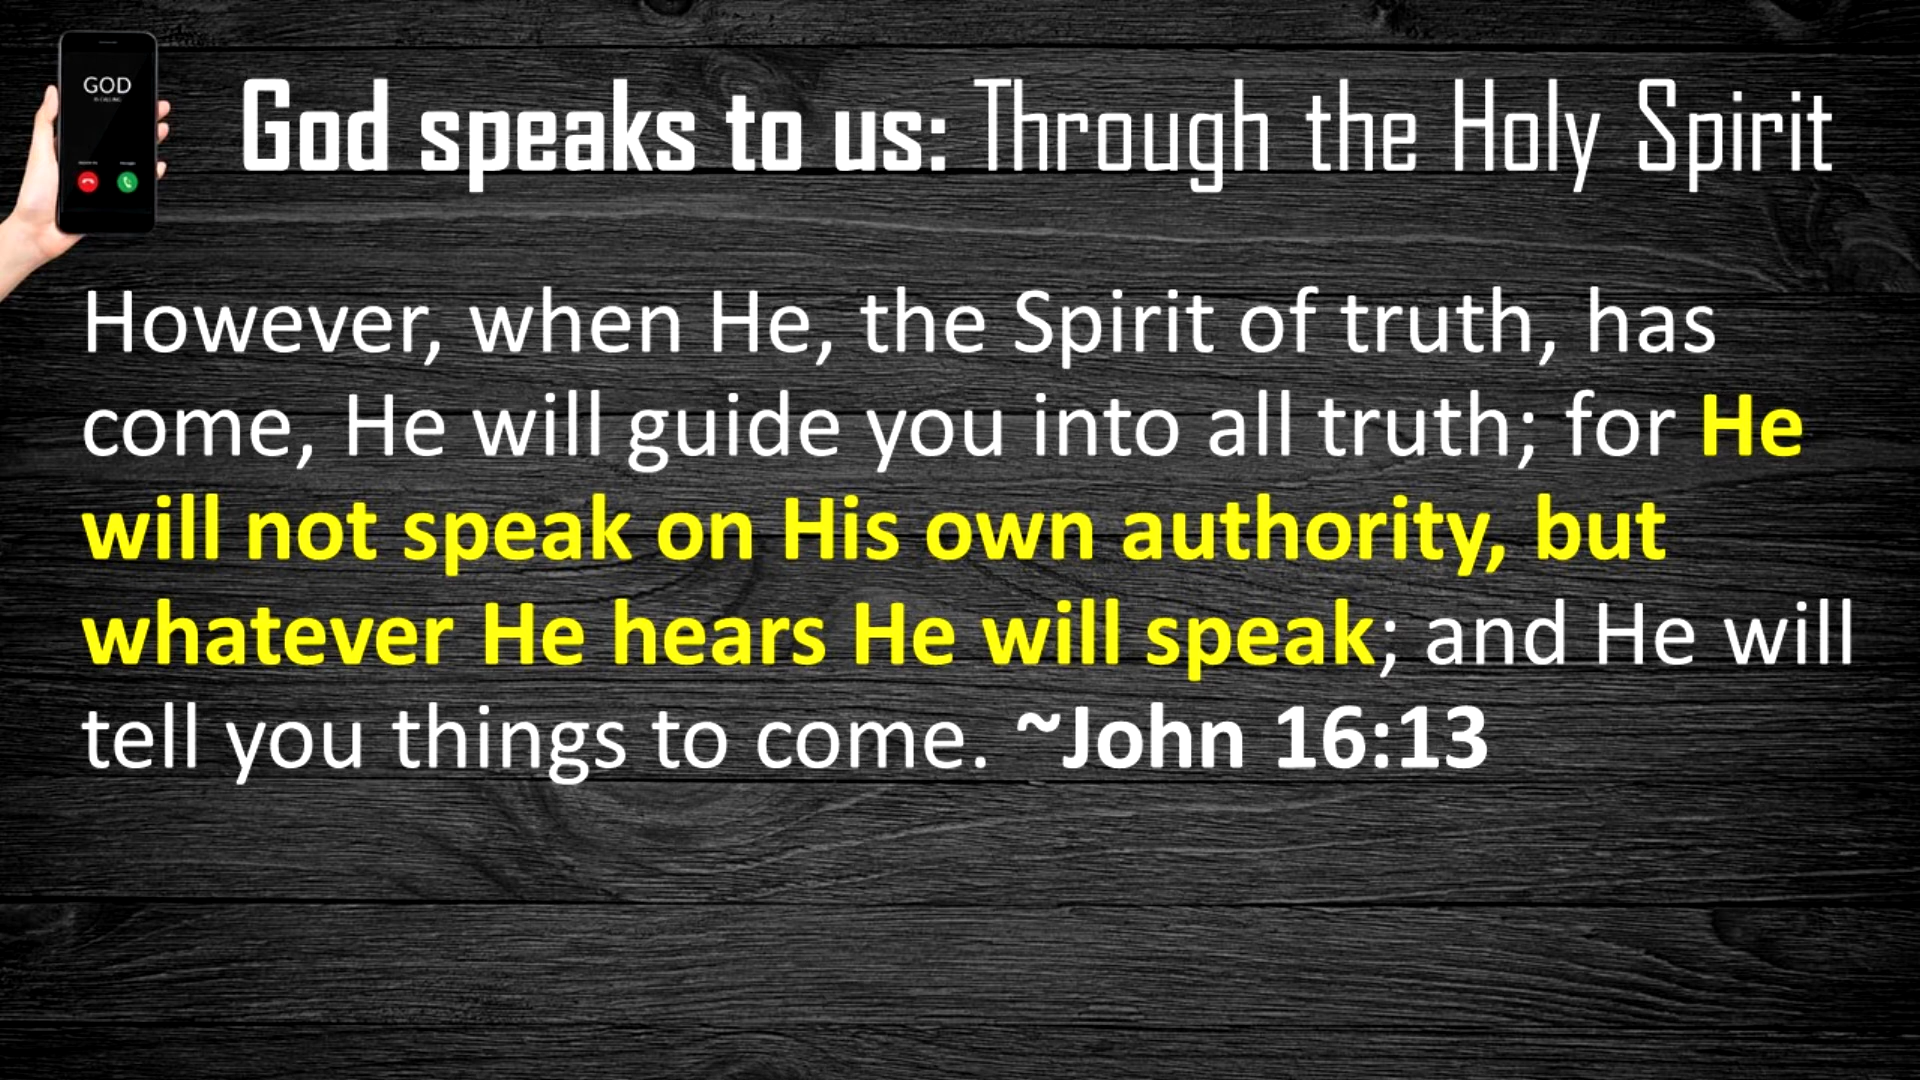 GOD
IS CALLING
God speaks to us: Through the Holy Spirit
However, when He, the Spirit of truth, has
come, He will guide you into all truth; for He
will not speak on His own authority, but
whatever He hears He will speak; and He will
tell you things to come. ~John 16:13